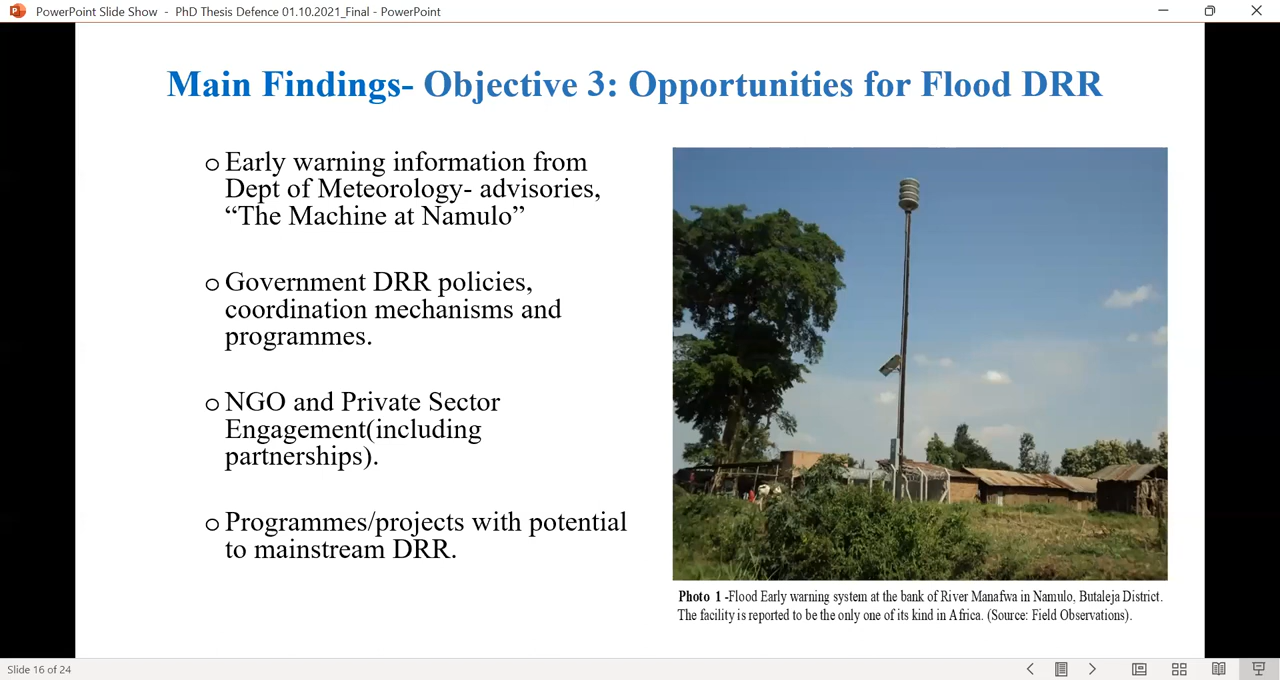 PowerPoint Slide Show - PhD Thesis Defence 01.10.2021_Final - PowerPoint
Main Findings- Objective 3: Opportunities for Flood DRR
Early warning information from
Dept of Meteorology- advisories,
“The Machine at Namulo”
Government DRR policies,
coordination mechanisms and
programmes.
NGO and Private Sector
Engagement(including
partnerships).
Programmes/projects with potential
to mainstream DRR.
Photo 1 -Flood Early warning system at the bank of River Manafwa in Namulo, Butaleja District.
The facility is reported to be the only one of its kind in Africa. (Source: Field Observations).
Slide 16 of 24